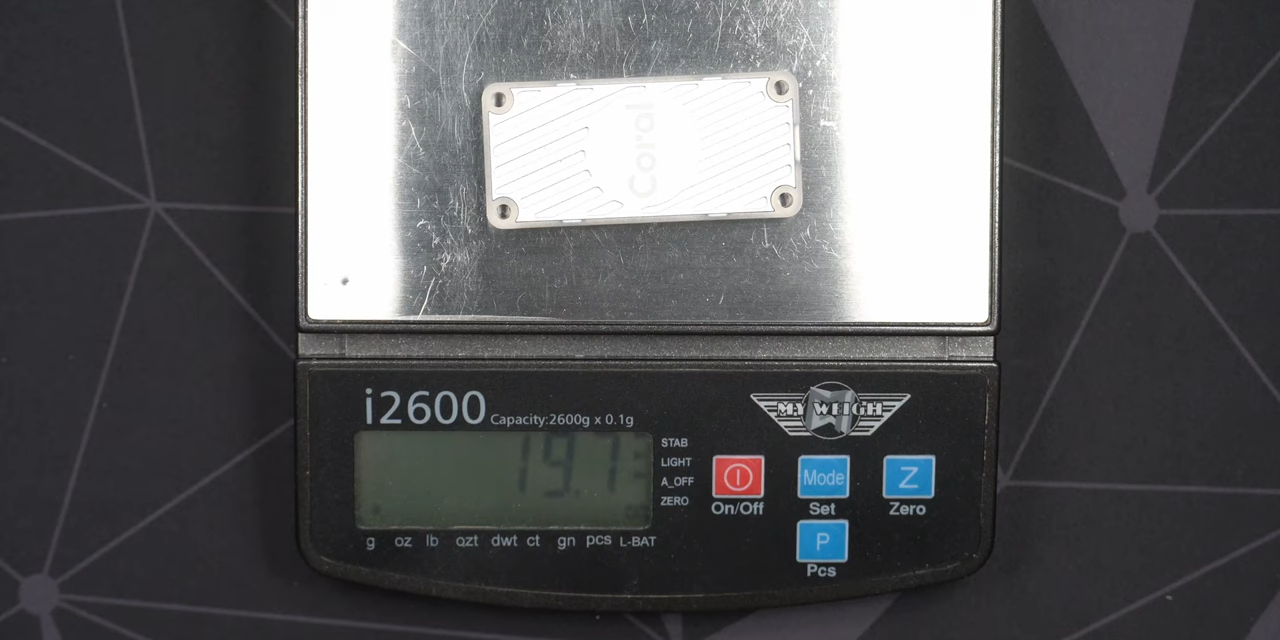 Coral
i2600 Capacity:2600g x 0.1g
MY WEIGH
19.1
STAB
LIGHT
A_OFF
ZERO
On/Off
Mode
Set
Z
Zero
P
Pcs
g oz lb ozt dwt ct gn pcs L-BAT